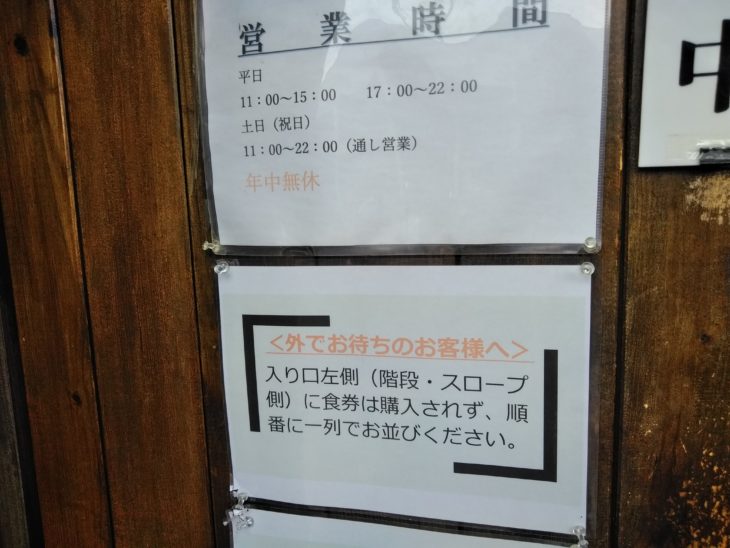 営業時間
平日
11:00~15:00　17:00~22:00
土日（祝日）
11:00~22:00（通し営業）
年中無休
中
<外でお待ちのお客様へ>
入り口左側（階段・スロープ
側）に食券は購入されず、順
番に一列でお並びください。